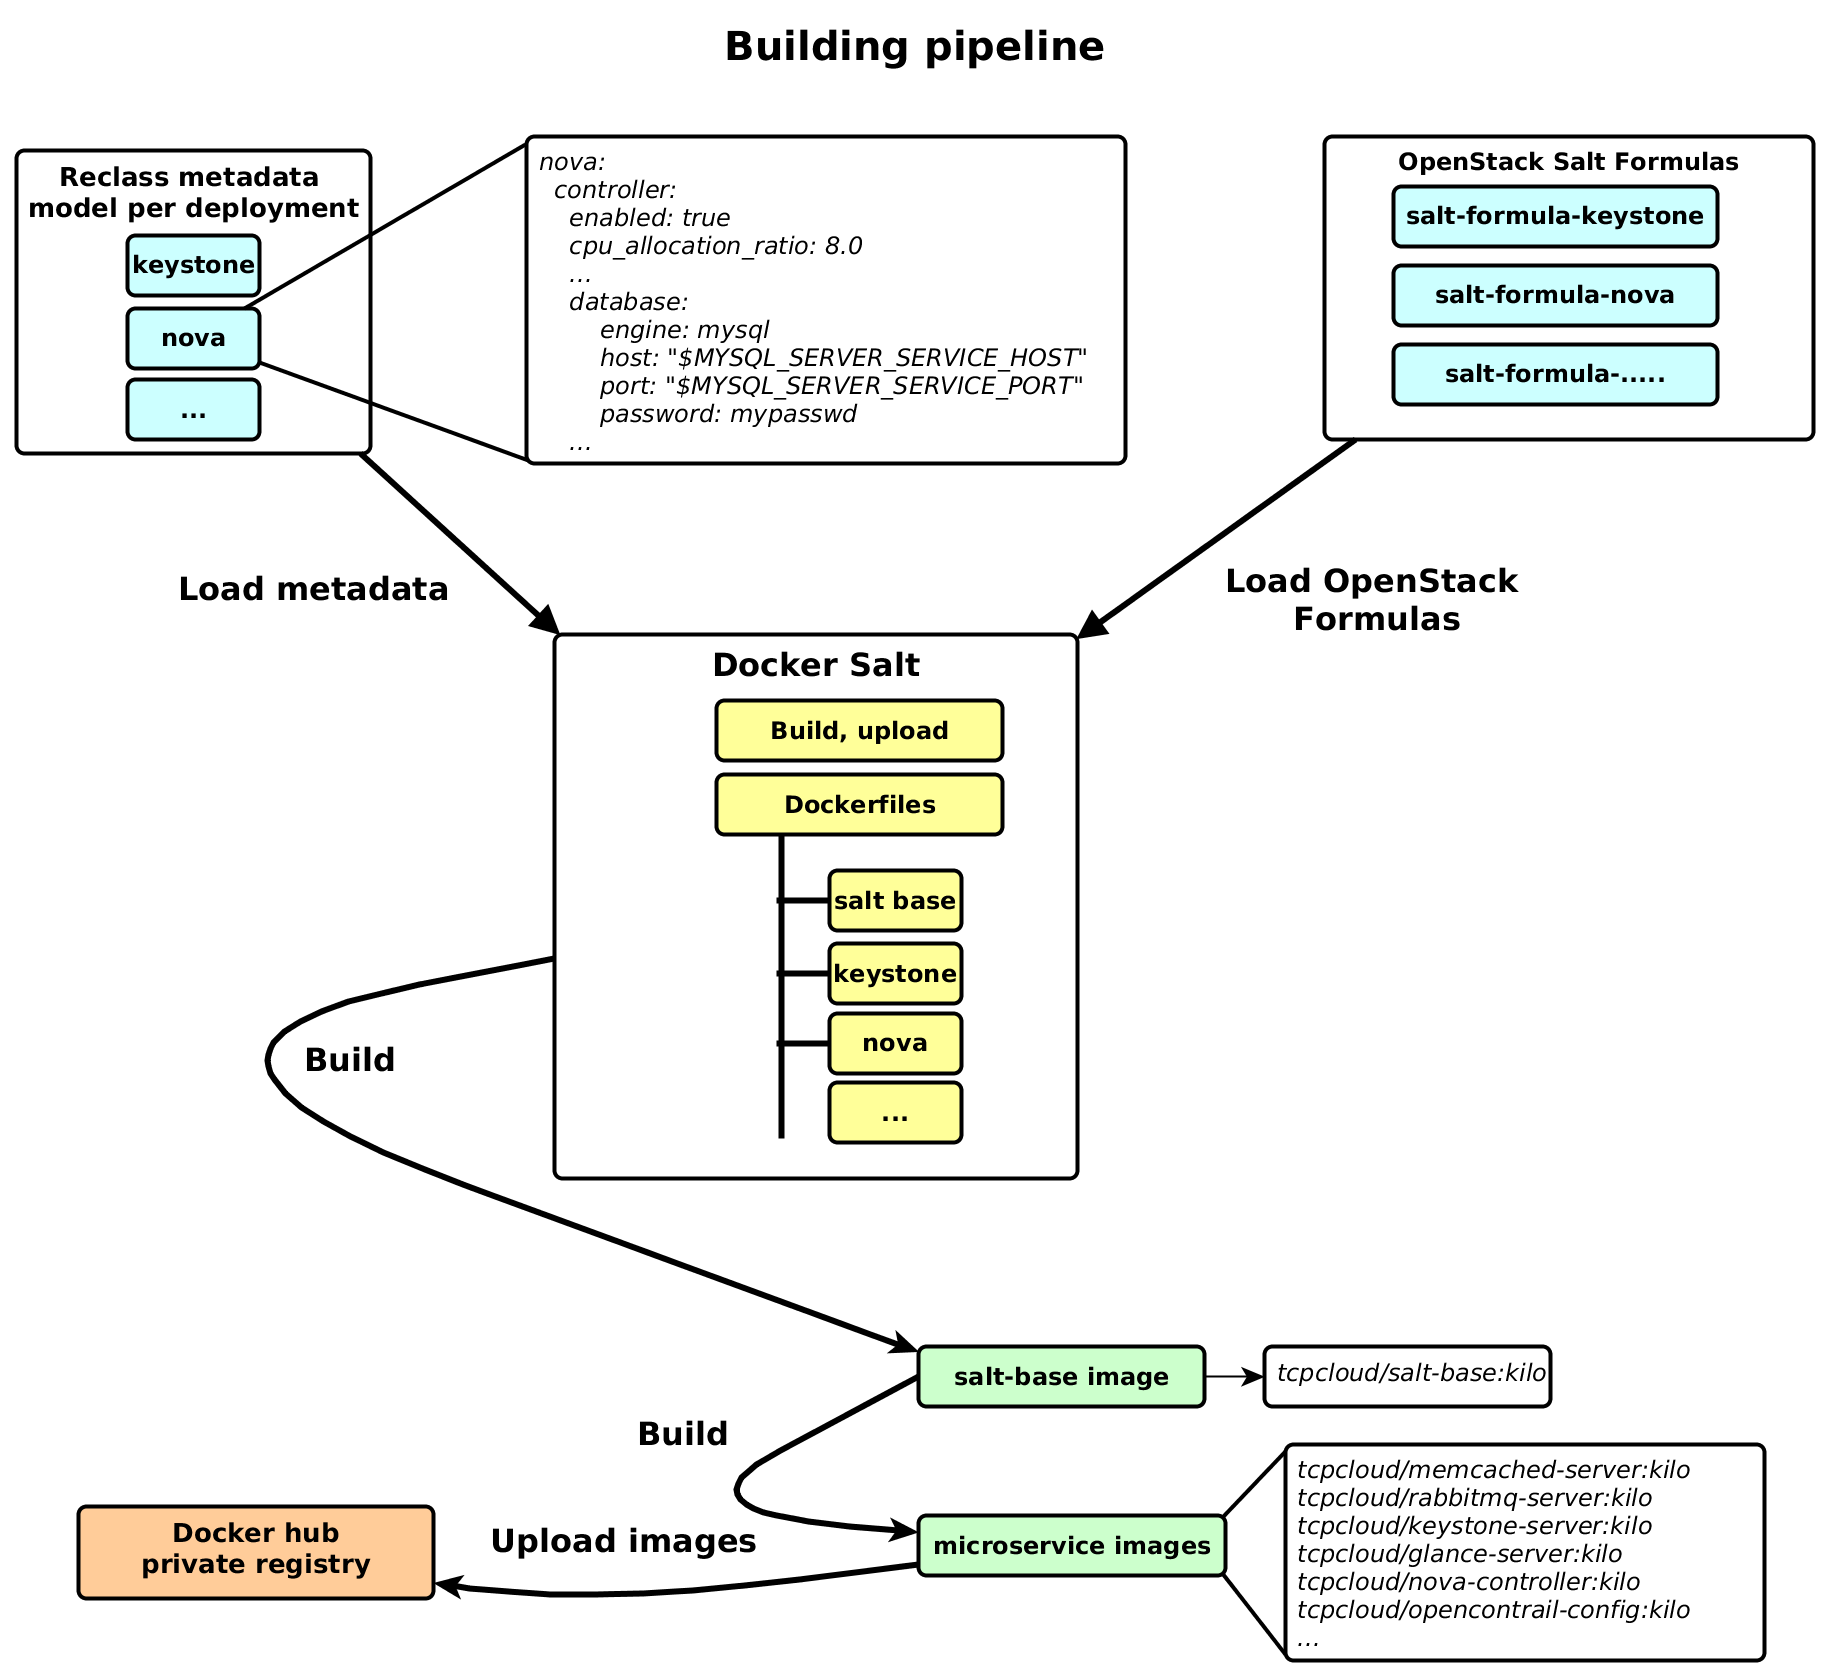 Building pipeline
Reclass metadata
model per deployment
keystone
nova
...
nova:
controller:
enabled: true
cpu_allocation_ratio: 8.0
...
database:
engine: mysql
host: "$MYSQL_SERVER_SERVICE_HOST"
port: "$MYSQL_SERVER_SERVICE_PORT"
password: mypasswd
...
OpenStack Salt Formulas
salt-formula-keystone
salt-formula-nova
salt-formula-.....
Load metadata
Load OpenStack
Formulas
Docker Salt
Build, upload
Dockerfiles
salt base
keystone
nova
...
Build
salt-base image
tcpcloud/salt-base:kilo
Build
microservice images
tcpcloud/memcached-server:kilo
tcpcloud/rabbitmq-server:kilo
tcpcloud/keystone-server:kilo
tcpcloud/glance-server:kilo
tcpcloud/nova-controller:kilo
tcpcloud/opencontrail-config:kilo
...
Upload images
Docker hub
private registry